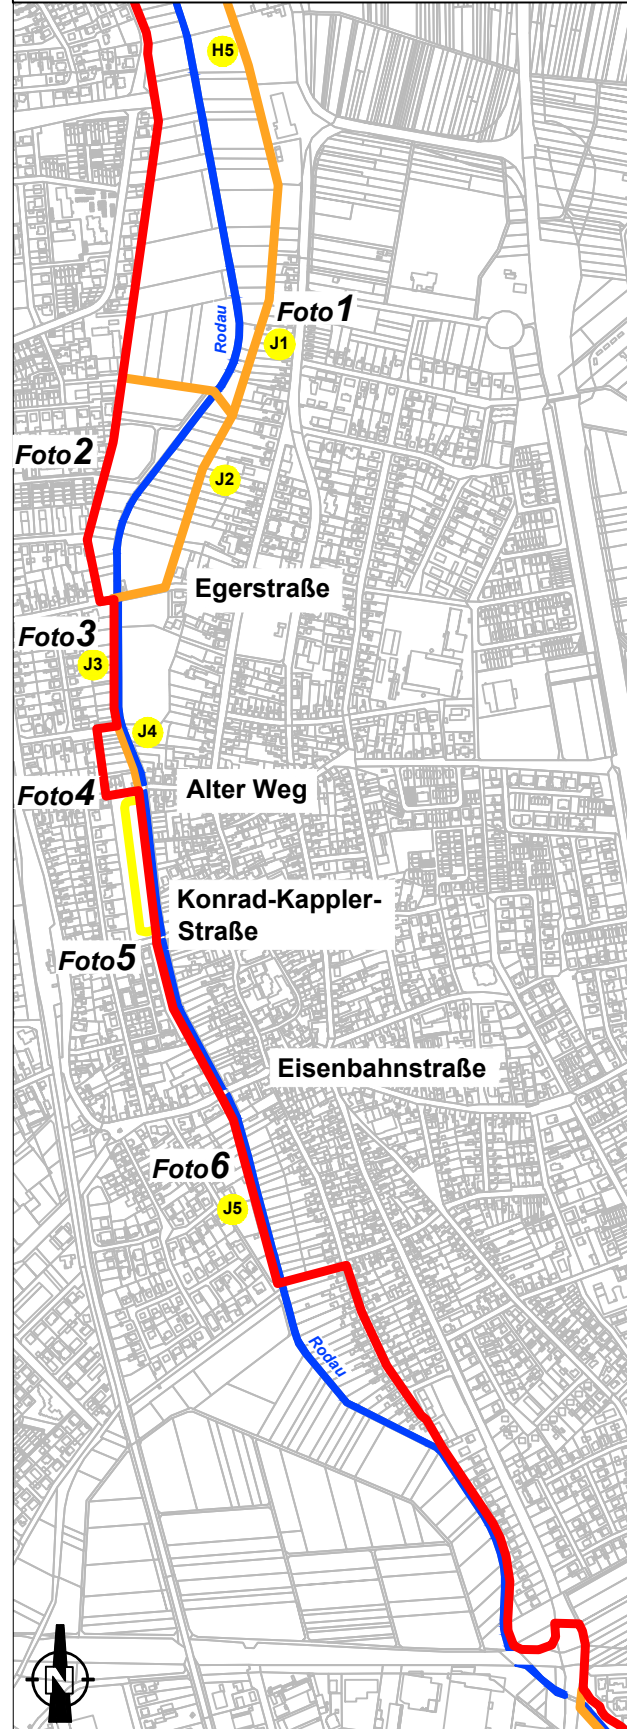 H5
Foto1
Rodau
J1
Foto2
J2
Egerstraße
Foto3
J3
J4
Foto4
Alter Weg
Konrad-Kappler-
Straße
Foto5
Eisenbahnstraße
Foto6
J5
Rodau
N